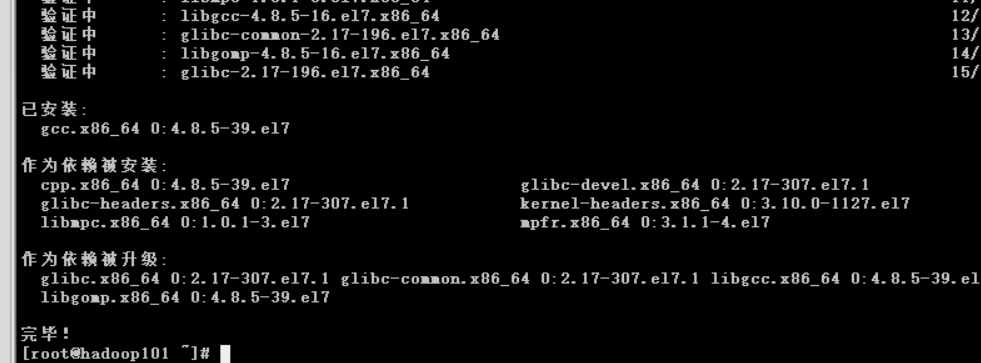 验证中 : libgcc-4.8.5-16.el7.x86_64 12/
验证中 : glibc-common-2.17-196.el7.x86_64 13/
验证中 : libgomp-4.8.5-16.el7.x86_64 14/
验证中 : glibc-2.17-196.el7.x86_64 15/
已安装:
gcc.x86_64 0:4.8.5-39.el7
作为依赖被安装:
cpp.x86_64 0:4.8.5-39.el7 glibc-devel.x86_64 0:2.17-307.el7.1
glibc-headers.x86_64 0:2.17-307.el7.1 kernel-headers.x86_64 0:3.10.0-1127.el7
libmpc.x86_64 0:1.0.1-3.el7 mpfr.x86_64 0:3.1.1-4.el7
作为依赖被升级:
glibc.x86_64 0:2.17-307.el7.1 glibc-common.x86_64 0:2.17-307.el7.1 libgcc.x86_64 0:4.8.5-39.el
libgomp.x86_64 0:4.8.5-39.el7
完毕!
[root@hadoop101 ~]#